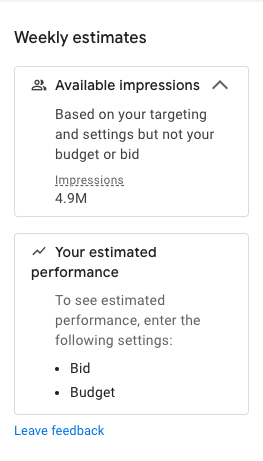 Weekly estimates
Available impressions
Based on your targeting
and settings but not your
budget or bid
Impressions
4.9M
Your estimated
performance
To see estimated
performance, enter the
following settings:
• Bid
• Budget
Leave feedback